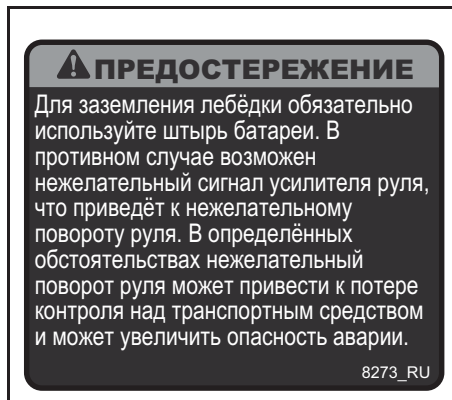 ПРЕДОСТЕРЕЖЕНИЕ
Для заземления лебёдки обязательно
используйте штырь батареи. В
противном случае возможен
нежелательный сигнал усилителя руля,
что приведёт к нежелательному
повороту руля. В определённых
обстоятельствах нежелательный
поворот руля может привести к потере
контроля над транспортным средством
и может увеличить опасность аварии.
8273_RU